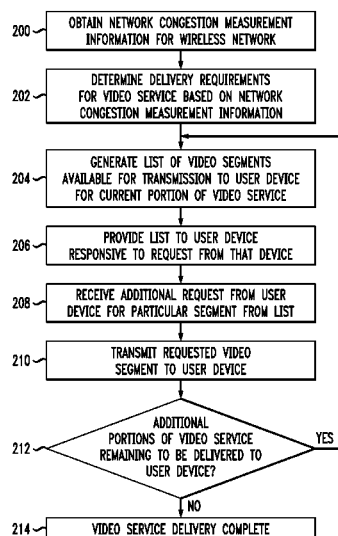 200
OBTAIN NETWORK CONGESTION MEASUREMENT
INFORMATION FOR WIRELESS NETWORK
202
DETERMINE DELIVERY REQUIREMENTS
FOR VIDEO SERVICE BASED ON NETWORK
CONGESTION MEASUREMENT INFORMATION
204
GENERATE LIST OF VIDEO SEGMENTS
AVAILABLE FOR TRANSMISSION TO USER DEVICE
FOR CURRENT PORTION OF VIDEO SERVICE
206
PROVIDE LIST TO USER DEVICE
RESPONSIVE TO REQUEST FROM THAT DEVICE
208
RECEIVE ADDITIONAL REQUEST FROM USER
DEVICE FOR PARTICULAR SEGMENT FROM LIST
210
TRANSMIT REQUESTED VIDEO
SEGMENT TO USER DEVICE
212
ADDITIONAL
PORTIONS OF VIDEO SERVICE
REMAINING TO BE DELIVERED TO
USER DEVICE?
YES
NO
214
VIDEO SERVICE DELIVERY COMPLETE